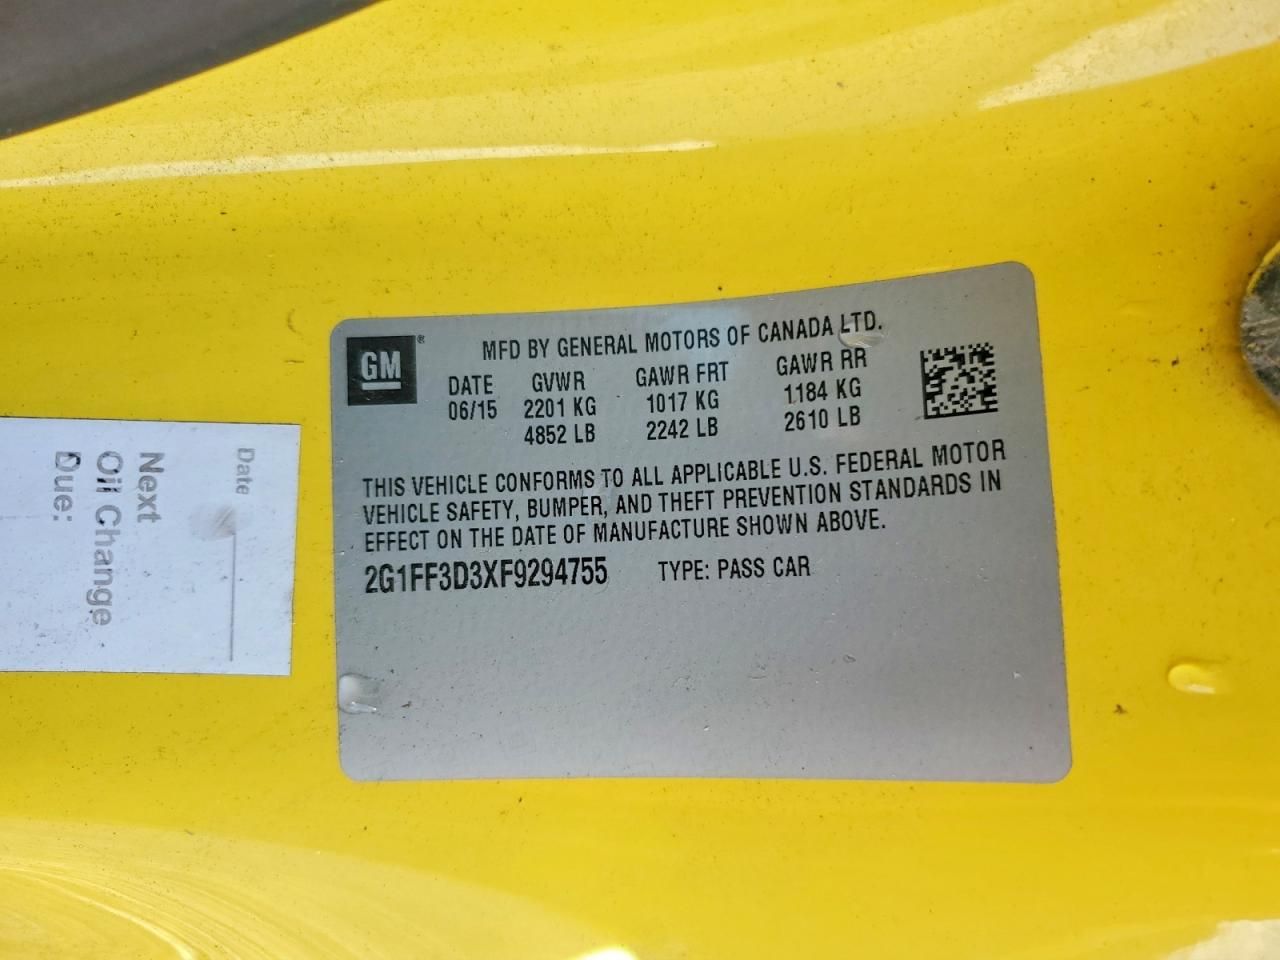 GM®
MFD BY GENERAL MOTORS OF CANADA LTD.
DATE GVWR GAWR FRT GAWR RR
06/15 2201 KG 1017 KG 1184 KG
4852 LB 2242 LB 2610 LB
THIS VEHICLE CONFORMS TO ALL APPLICABLE U.S. FEDERAL MOTOR
VEHICLE SAFETY, BUMPER, AND THEFT PREVENTION STANDARDS IN
EFFECT ON THE DATE OF MANUFACTURE SHOWN ABOVE.
2G1FF3D3XF9294755 TYPE: PASS CAR
Next
Oil Change
Due:
Date